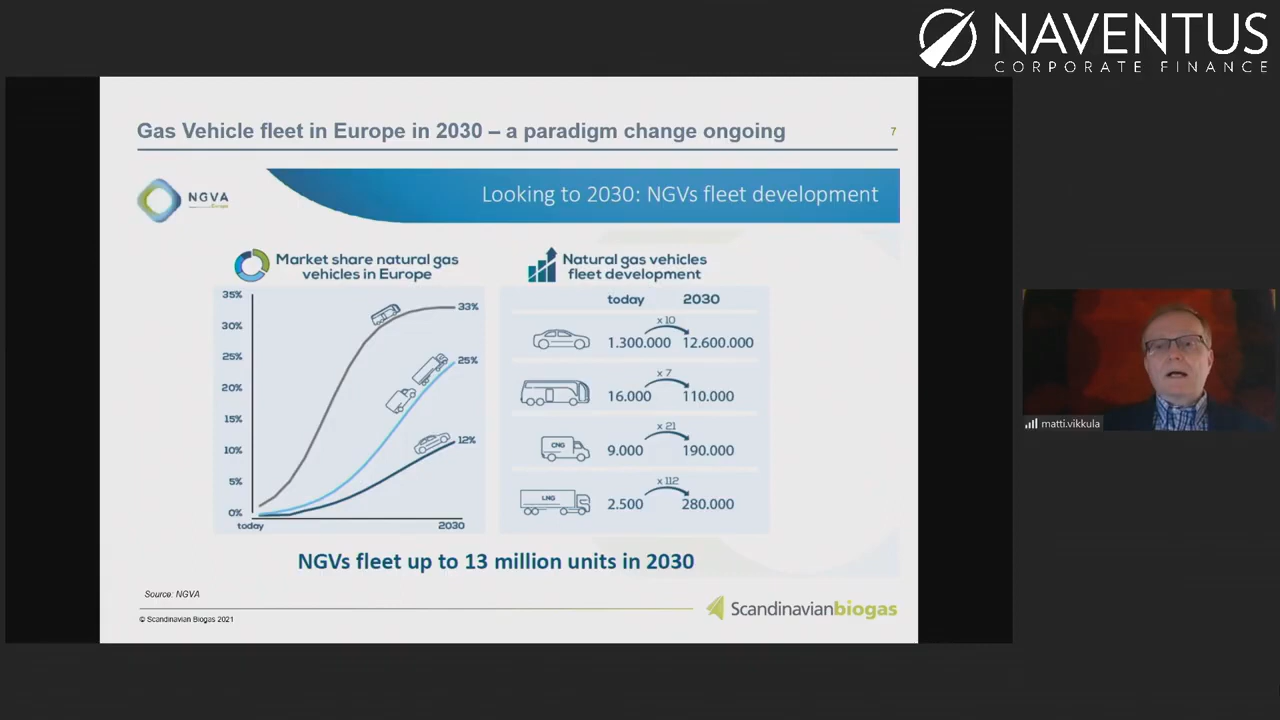 NAVENTUS
CORPORATE FINANCE
Gas Vehicle fleet in Europe in 2030 – a paradigm change ongoing
7
NGVA
Europe
Looking to 2030: NGVs fleet development
Market share natural gas
vehicles in Europe
35%
30%
25%
20%
15%
10%
5%
0%
33%
25%
12%
today
2030
Natural gas vehicles
fleet development
today 2030
x 10
1.300.000 12.600.000
x 7
16.000 110.000
CNG
x 21
9.000 190.000
LNG
x 112
2.500 280.000
NGVs fleet up to 13 million units in 2030
Source: NGVA
© Scandinavian Biogas 2021
Scandinavianbiogas
matti.vikkula